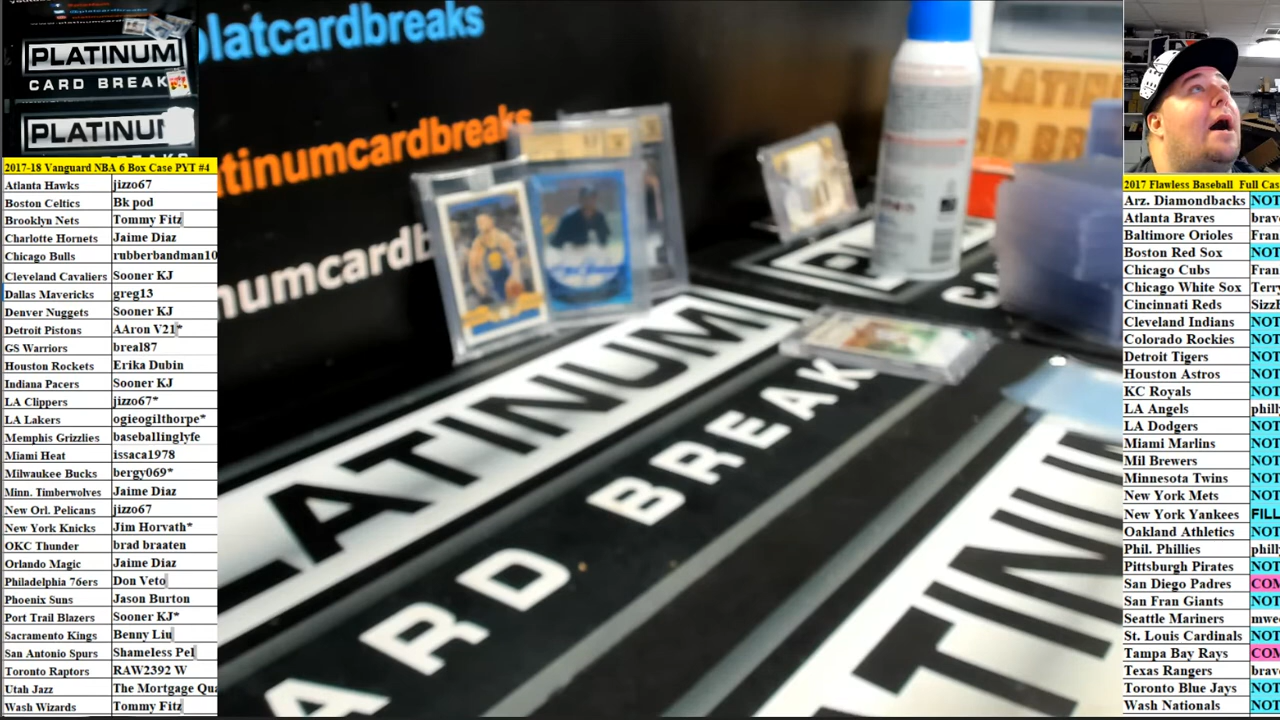 PLATINUM
CARD BREAK
PLATINUM
2017-18 Vanguard NBA 6 Box Case PYT #4
Atlanta Hawks jizzo67
Boston Celtics Bk pod
Brooklyn Nets Tommy Fitz
Charlotte Hornets Jaime Diaz
Chicago Bulls rubberbandman10
Cleveland Cavaliers Sooner KJ
Dallas Mavericks greg13
Denver Nuggets Sooner KJ
Detroit Pistons AAron V21*
GS Warriors breal87
Houston Rockets Erika Dubin
Indiana Pacers Sooner KJ
LA Clippers jizzo67*
LA Lakers ogieogilthorpe*
Memphis Grizzlies baseballinglyfe
Miami Heat issaca1978
Milwaukee Bucks bergy069*
Minn. Timberwolves Jaime Diaz
New Orl. Pelicans jizzo67
New York Knicks Jim Horvath*
OKC Thunder brad braaten
Orlando Magic Jaime Diaz
Philadelphia 76ers Don Veto
Phoenix Suns Jason Burton
Port Trail Blazers Sooner KJ*
Sacramento Kings Benny Liu
San Antonio Spurs Shameless Pel
Toronto Raptors RAW2392 W
Utah Jazz The Mortgage Qua
Wash Wizards Tommy Fitz
platcardbreaks
tinumcardbreaks
numcardb
PLATINUM
CARD BREAK
LATINUM
ARD BREAK
TINU
2017 Flawless Baseball Full Cas
Arz. Diamondbacks NOT
Atlanta Braves brav
Baltimore Orioles Fran
Boston Red Sox NOT
Chicago Cubs Fran
Chicago White Sox Terry
Cincinnati Reds SizzI
Cleveland Indians NOT
Colorado Rockies NOT
Detroit Tigers NOT
Houston Astros NOT
KC Royals NOT
LA Angels philly
LA Dodgers NOT
Miami Marlins NOT
Mil Brewers NOT
Minnesota Twins NOT
New York Mets NOT
New York Yankees FILL
Oakland Athletics NOT
Phil. Phillies philly
Pittsburgh Pirates NOT
San Diego Padres COM
San Fran Giants NOT
Seattle Mariners mwe
St. Louis Cardinals NOT
Tampa Bay Rays COM
Texas Rangers brav
Toronto Blue Jays NOT
Wash Nationals NOT